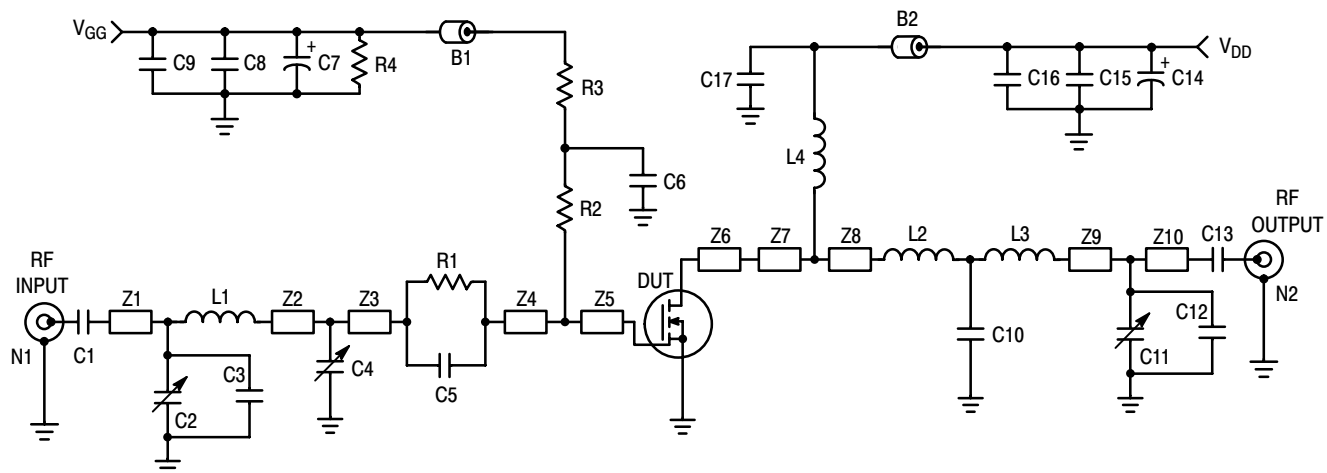 V_GG
B1
B2
V_DD
C9
C8
+
C7
R4
R3
C17
C16
C15
+
C14
C6
L4
R2
RF
INPUT
RF
OUTPUT
Z6
Z7
Z8
L2
L3
Z9
Z10
C13
N2
R1
DUT
Z1
L1
Z2
Z3
Z4
Z5
N1
C1
C3
C2
C4
C5
C10
C11
C12